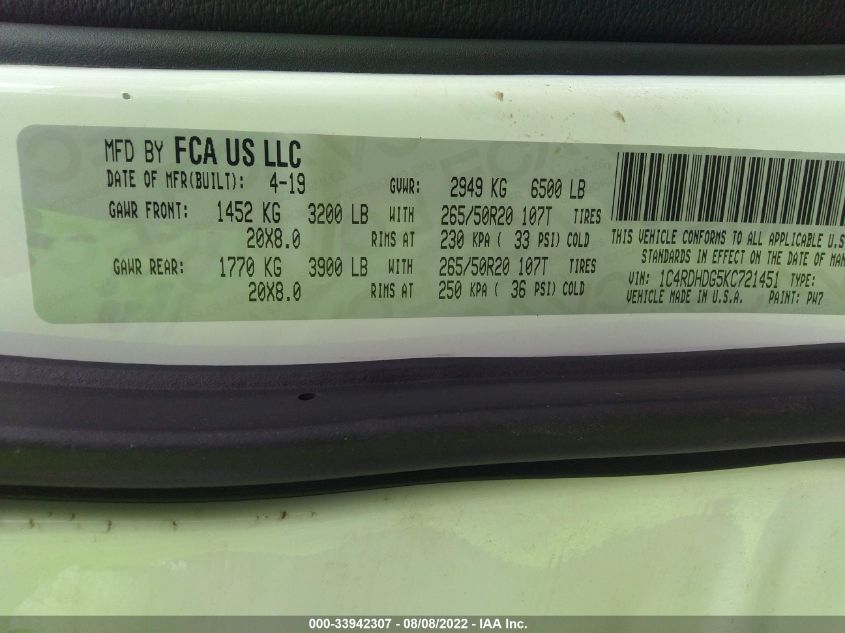 MFD BY FCA US LLC
DATE OF MFR(BUILT): 4-19 GVWR: 2949 KG 6500 LB
GAWR FRONT: 1452 KG 3200 LB WITH 265/50R20 107T TIRES
20X8.0 RIMS AT 230 KPA ( 33 PSI) COLD
GAWR REAR: 1770 KG 3900 LB WITH 265/50R20 107T TIRES
20X8.0 RIMS AT 250 KPA ( 36 PSI) COLD
THIS VEHICLE CONFORMS TO ALL APPLICABLE U.S
STANDARDS IN EFFECT ON THE DATE OF MAN
VIN: 1C4RDHDG5KC721451 TYPE:
VEHICLE MADE IN U.S.A. PAINT: PW7
000-33942307 - 08/08/2022 - IAA Inc.